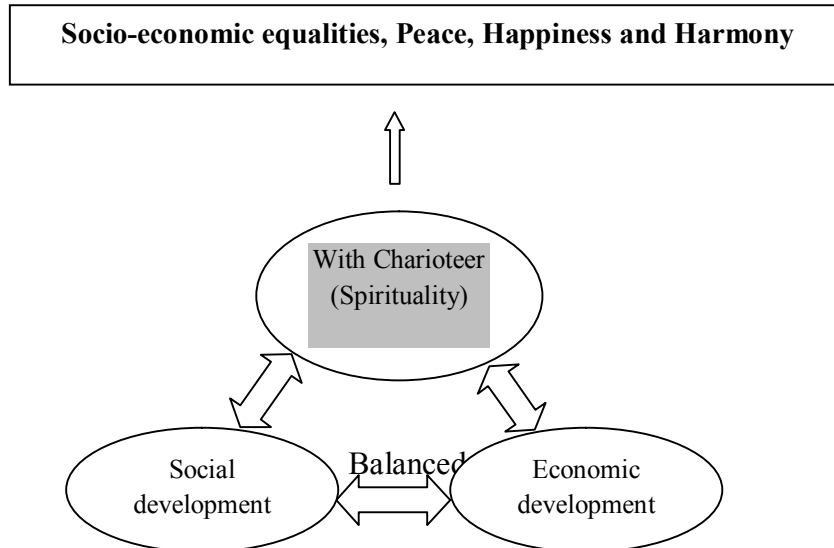 Socio-economic equalities, Peace, Happiness and Harmony
With Charioteer
(Spirituality)
Balanced
Social
development
Economic
development